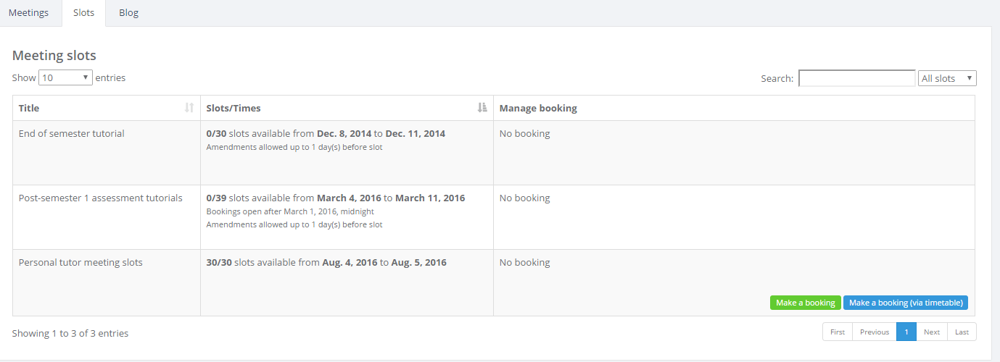 Meetings Slots Blog
Meeting slots
Show 10 entries Search: All slots
Title Slots/Times Manage booking
End of semester tutorial 0/30 slots available from Dec. 8, 2014 to Dec. 11, 2014 No booking
Amendments allowed up to 1 day(s) before slot
Post-semester 1 assessment tutorials 0/39 slots available from March 4, 2016 to March 11, 2016 No booking
Bookings open after March 1, 2016, midnight
Amendments allowed up to 1 day(s) before slot
Personal tutor meeting slots 30/30 slots available from Aug. 4, 2016 to Aug. 5, 2016 No booking
Make a booking Make a booking (via timetable)
Showing 1 to 3 of 3 entries First Previous 1 Next Last